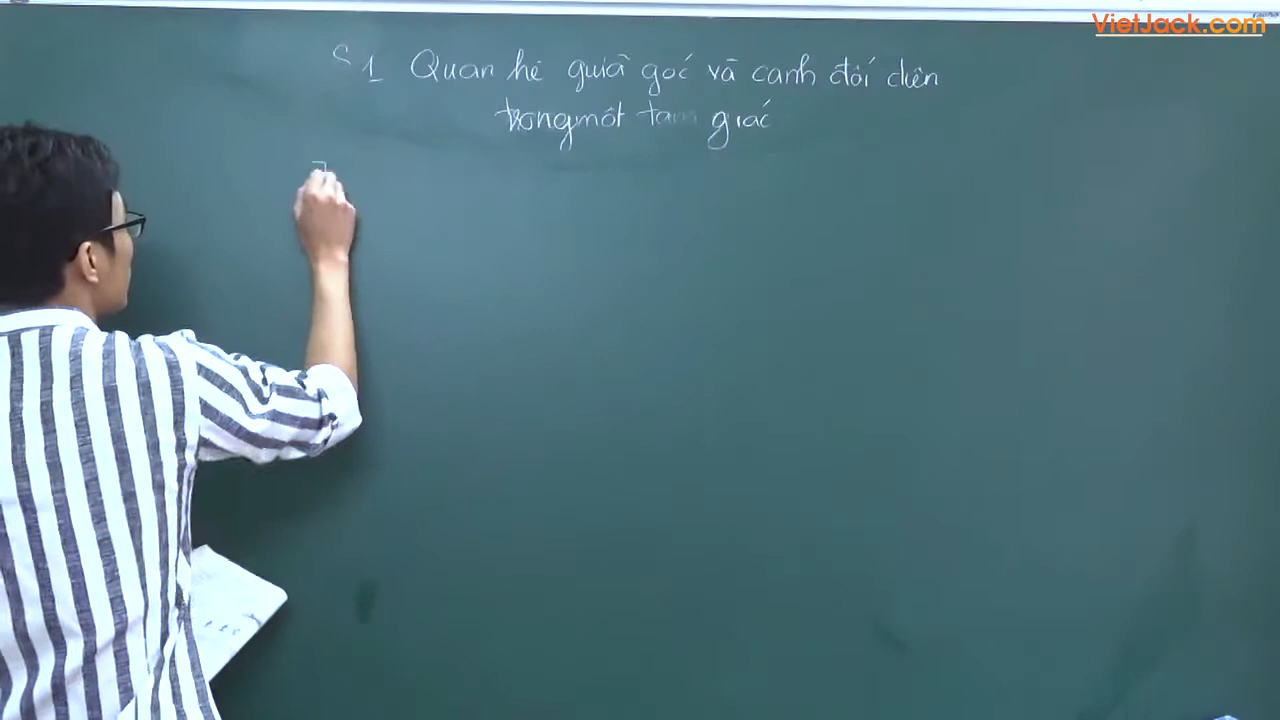 VietJack.com
§1 Quan hệ giữa góc và cạnh đối diện
trong một tam giác